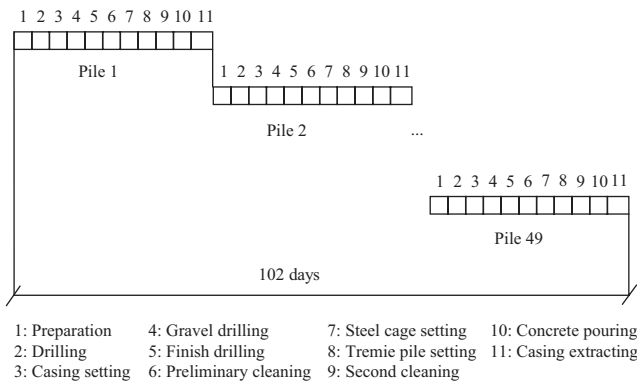 1 2 3 4 5 6 7 8 9 10 11
Pile 1
1 2 3 4 5 6 7 8 9 10 11
Pile 2
...
1 2 3 4 5 6 7 8 9 10 11
Pile 49
102 days
1: Preparation 4: Gravel drilling 7: Steel cage setting 10: Concrete pouring
2: Drilling 5: Finish drilling 8: Tremie pile setting 11: Casing extracting
3: Casing setting 6: Preliminary cleaning 9: Second cleaning